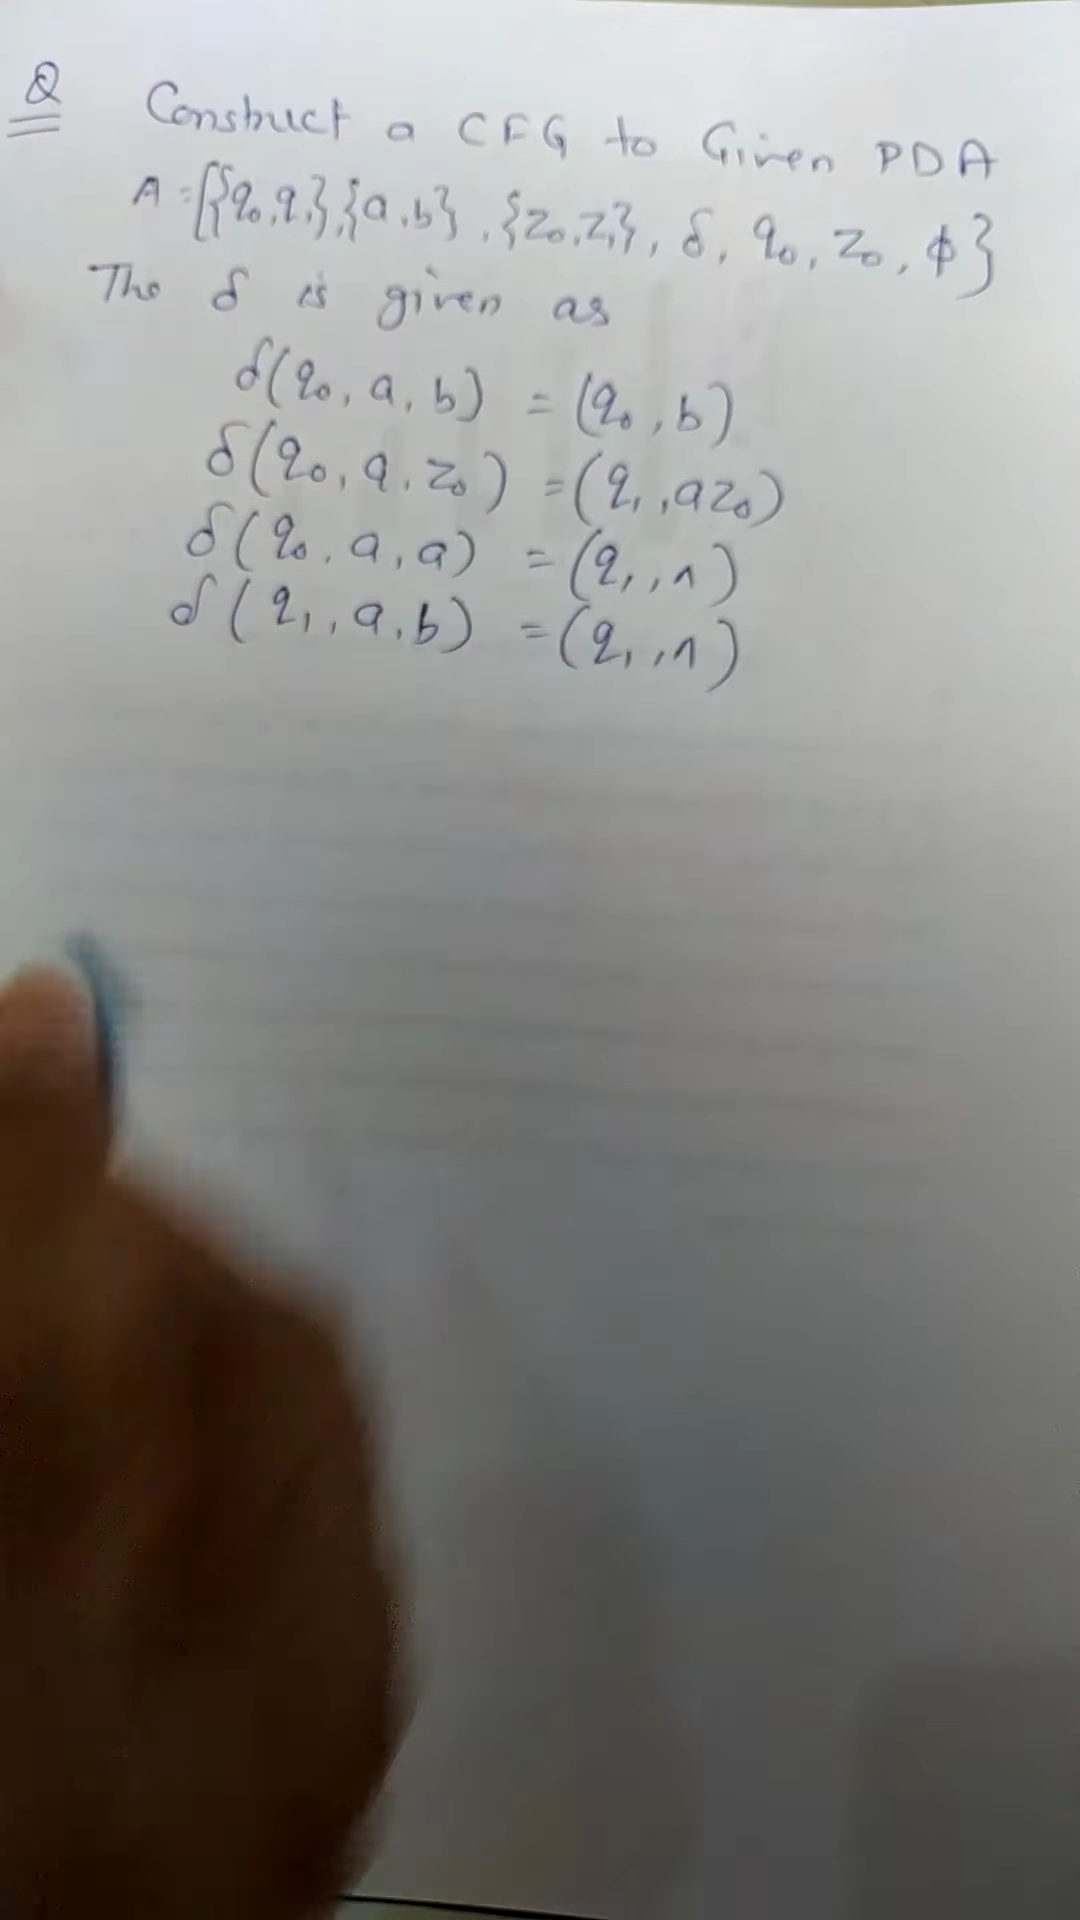 Q Construct a CFG to Given PDA
A = {{q₀,q₁},{a,b},{z₀,z₁}, δ, q₀, z₀, ϕ}
The δ is given as
δ(q₀, a, b) = (q₀, b)
δ(q₀, a, z₀) = (q₁, az₀)
δ(q₀, a, a) = (q₁, ʌ)
δ(q₁, a, b) = (q₁, ʌ)